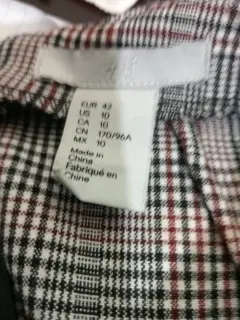 H&M
EUR 42
US 10
CA 10
CN 170/96A
MX 10
Made in
China
Fabriqué en
Chine